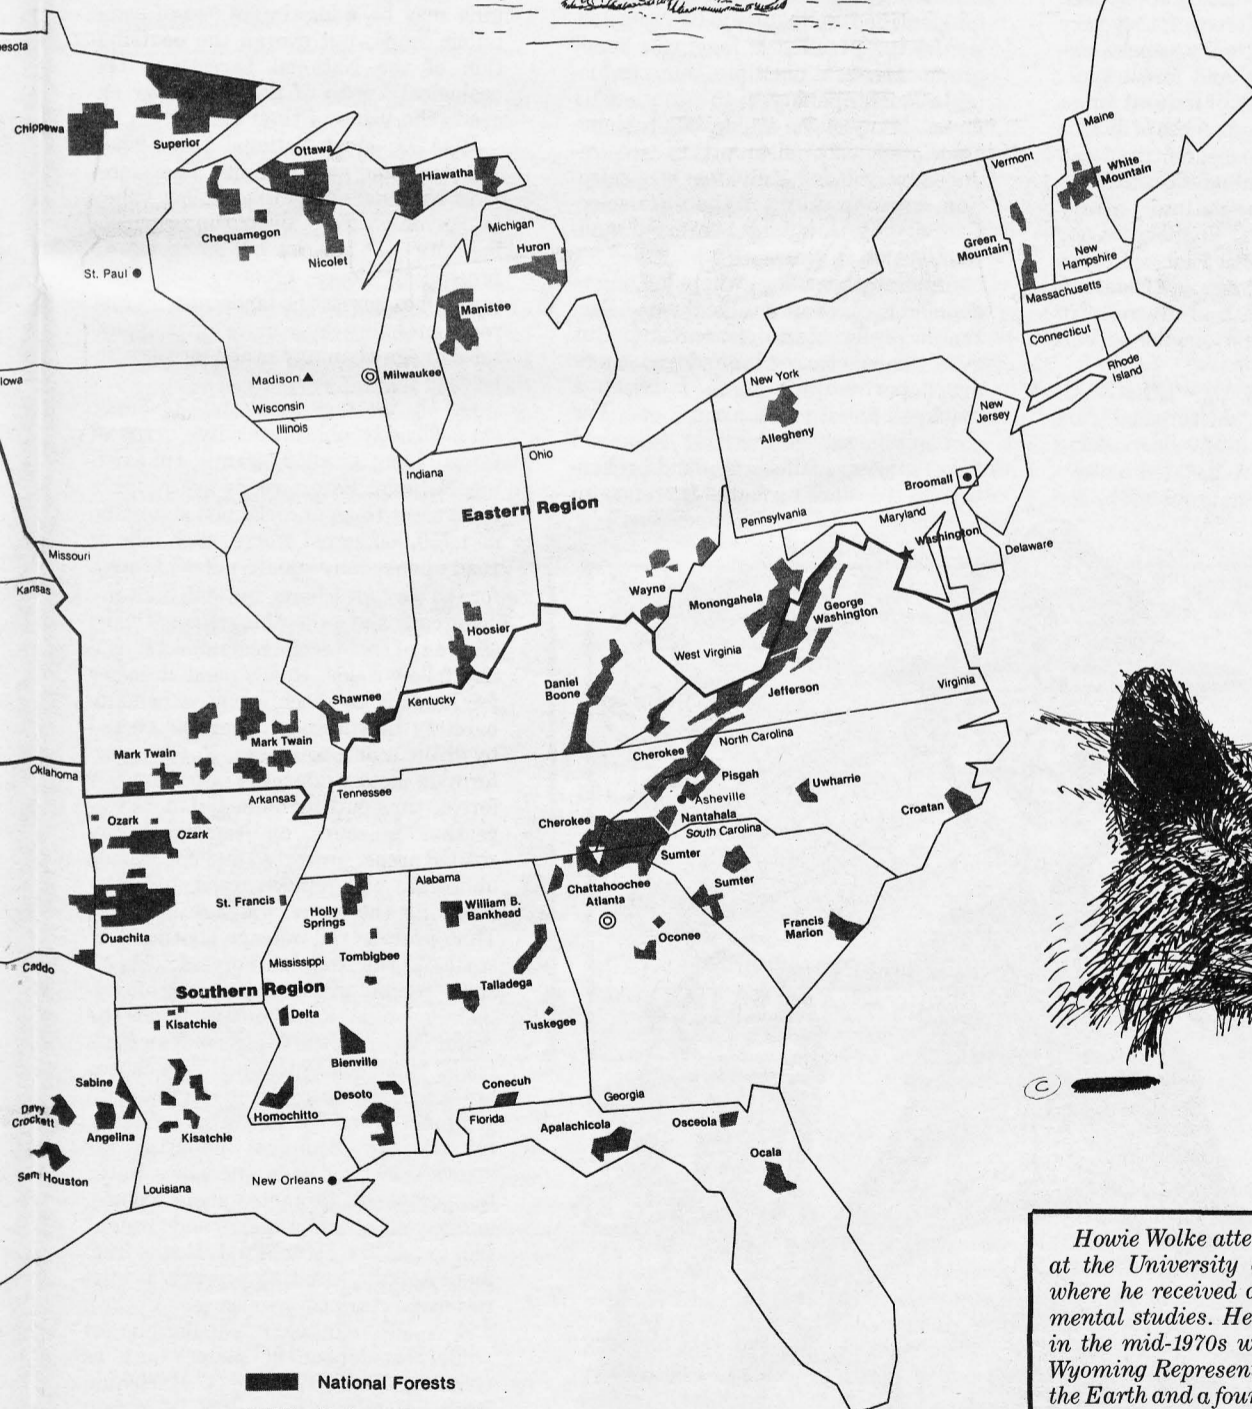 Chippewa
Superior
Ottawa
Hiawatha
Chequamegon
Nicolet
St. Paul
Michigan
Huron
Manistee
Madison
Milwaukee
Wisconsin
Illinois
Iowa
Indiana
Ohio
Eastern Region
Maine
Vermont
White
Mountain
Green
Mountain
New
Hampshire
Massachusetts
Connecticut
Rhode
Island
New York
Allegheny
New
Jersey
Broomall
Pennsylvania
Maryland
Washington
Delaware
Missouri
Kansas
Wayne
Monongahela
George
Washington
Hoosier
West Virginia
Jefferson
Virginia
Daniel
Boone
Shawnee
Kentucky
Mark Twain
Mark Twain
Oklahoma
Arkansas
Tennessee
Cherokee
North Carolina
Pisgah
Uwharrie
Asheville
Croatan
Nantahala
Cherokee
South Carolina
Sumter
Ozark
Ozark
St. Francis
Ouachita
Alabama
Chattahoochee
Atlanta
Sumter
Holly
Springs
William B.
Bankhead
Oconee
Francis
Marion
Caddo
Mississippi
Tombigbee
Southern Region
Talladega
Kisatchie
Delta
Tuskegee
Bienville
Sabine
Davy
Crockett
Angelina
Kisatchie
Homochitto
Desoto
Conecuh
Georgia
Florida
Apalachicola
Osceola
Ocala
Sam Houston
Louisiana
New Orleans
C
National Forests
Howie Wolke atte
at the University
where he received
mental studies. He
in the mid-1970s w
Wyoming Represen
the Earth and a four